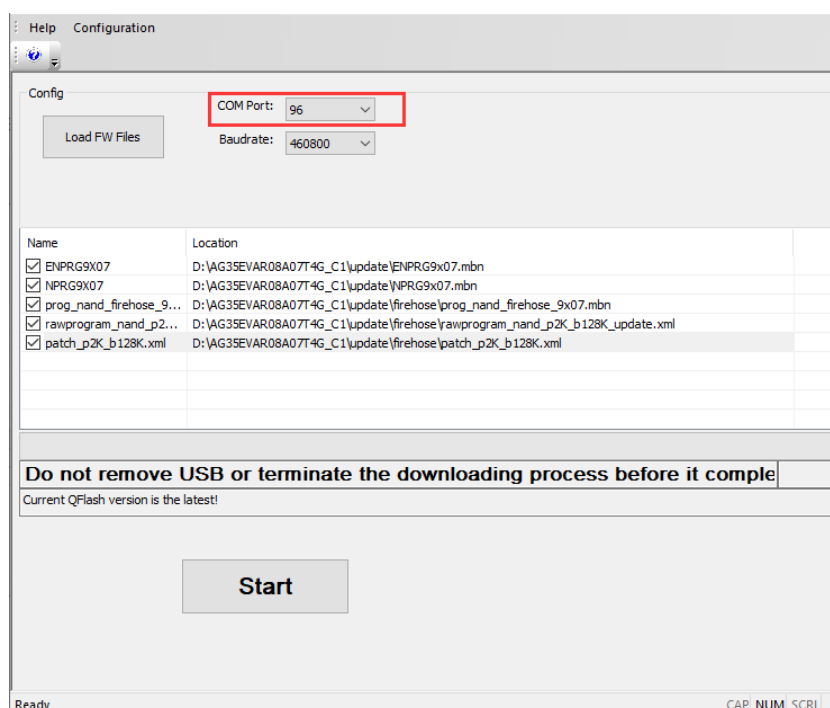 Help Configuration
Config
COM Port: 96
Load FW Files
Baudrate: 460800
Name Location
ENPRG9X07 D:\AG35EVAR08A07T4G_C1\update\ENPRG9x07.mbn
NPRG9X07 D:\AG35EVAR08A07T4G_C1\update\NPRG9x07.mbn
prog_nand_firehose_9... D:\AG35EVAR08A07T4G_C1\update\firehose\prog_nand_firehose_9x07.mbn
rawprogram_nand_p2... D:\AG35EVAR08A07T4G_C1\update\firehose\rawprogram_nand_p2K_b128K_update.xml
patch_p2K_b128K.xml D:\AG35EVAR08A07T4G_C1\update\firehose\patch_p2K_b128K.xml
Do not remove USB or terminate the downloading process before it comple
Current QFlash version is the latest!
Start
Ready CAP NUM SCRL